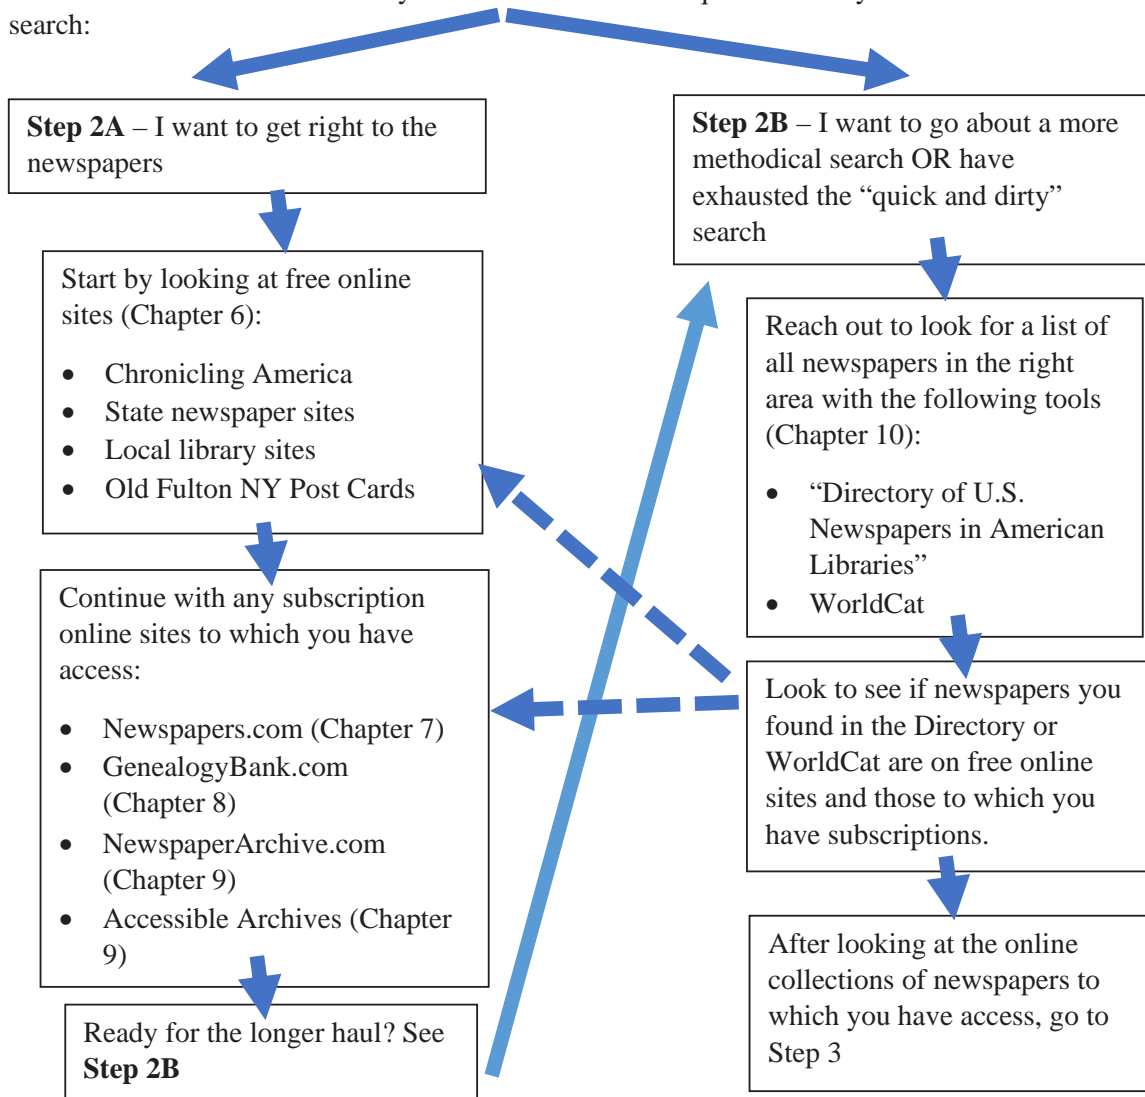 search:
Step 2A – I want to get right to the
newspapers
Start by looking at free online
sites (Chapter 6):
• Chronicling America
• State newspaper sites
• Local library sites
• Old Fulton NY Post Cards
Continue with any subscription
online sites to which you have
access:
• Newspapers.com (Chapter 7)
• GenealogyBank.com
(Chapter 8)
• NewspaperArchive.com
(Chapter 9)
• Accessible Archives (Chapter
9)
Ready for the longer haul? See
Step 2B
Step 2B – I want to go about a more
methodical search OR have
exhausted the “quick and dirty”
search
Reach out to look for a list of
all newspapers in the right
area with the following tools
(Chapter 10):
• “Directory of U.S.
Newspapers in American
Libraries”
• WorldCat
Look to see if newspapers you
found in the Directory or
WorldCat are on free online
sites and those to which you
have subscriptions.
After looking at the online
collections of newspapers to
which you have access, go to
Step 3